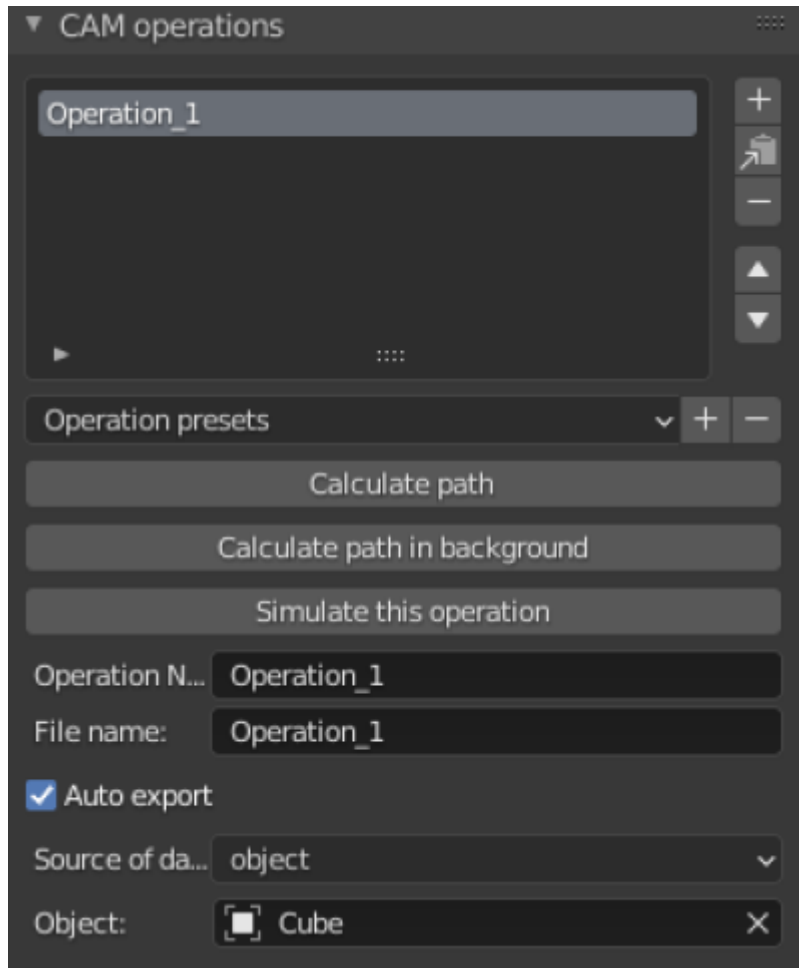 CAM operations
Operation_1
Operation presets
Calculate path
Calculate path in background
Simulate this operation
Operation N... Operation_1
File name: Operation_1
Auto export
Source of da... object
Object: Cube